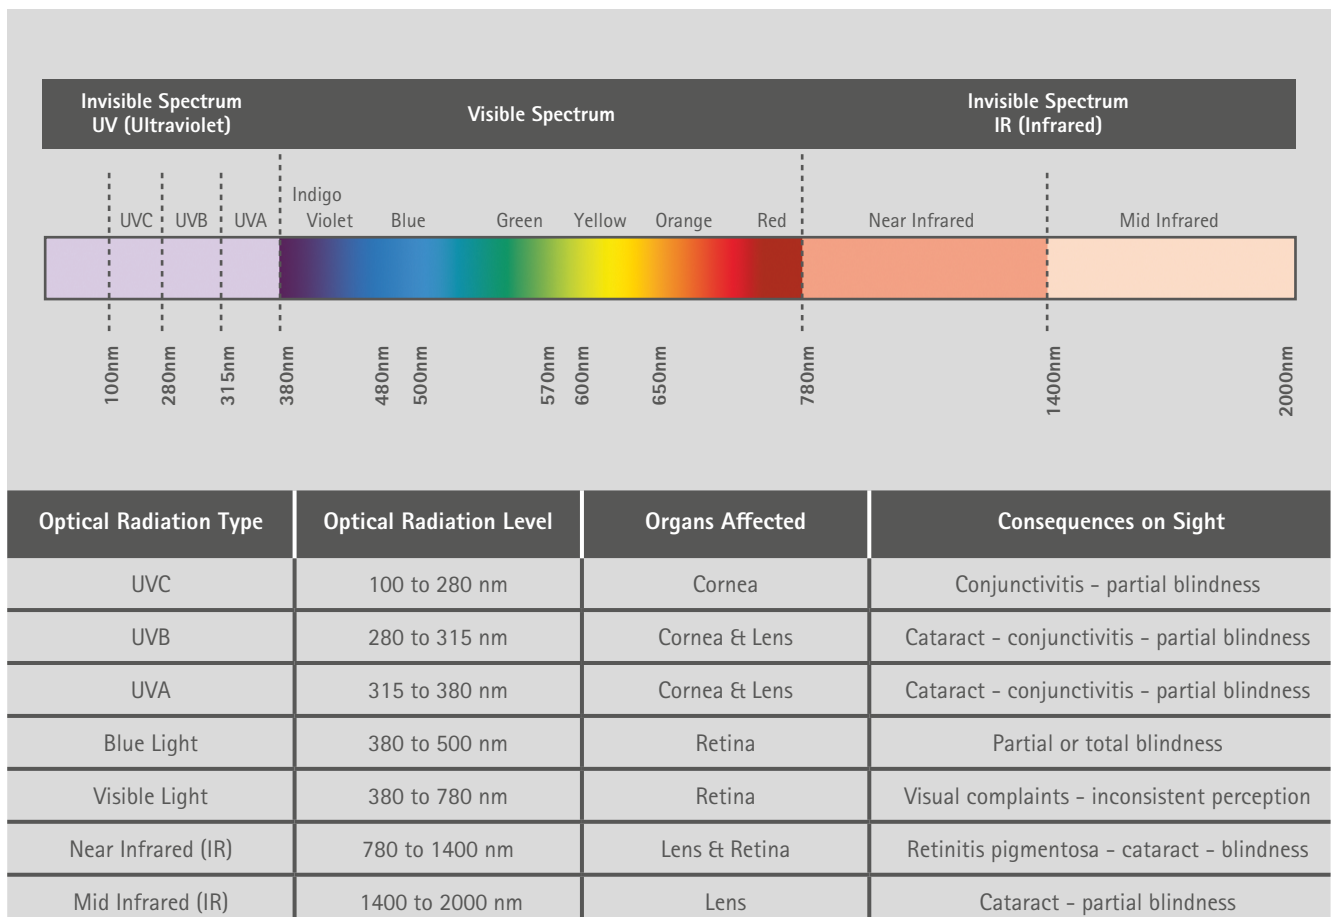 Invisible Spectrum
UV (Ultraviolet)
Visible Spectrum
Invisible Spectrum
IR (Infrared)
Indigo
UVC UVB UVA Violet Blue Green Yellow Orange Red Near Infrared Mid Infrared
100nm 280nm 315nm 380nm 480nm 500nm 570nm 600nm 650nm 780nm 1400nm 2000nm
Optical Radiation Type Optical Radiation Level Organs Affected Consequences on Sight
UVC 100 to 280 nm Cornea Conjunctivitis - partial blindness
UVB 280 to 315 nm Cornea & Lens Cataract - conjunctivitis - partial blindness
UVA 315 to 380 nm Cornea & Lens Cataract - conjunctivitis - partial blindness
Blue Light 380 to 500 nm Retina Partial or total blindness
Visible Light 380 to 780 nm Retina Visual complaints - inconsistent perception
Near Infrared (IR) 780 to 1400 nm Lens & Retina Retinitis pigmentosa - cataract - blindness
Mid Infrared (IR) 1400 to 2000 nm Lens Cataract - partial blindness